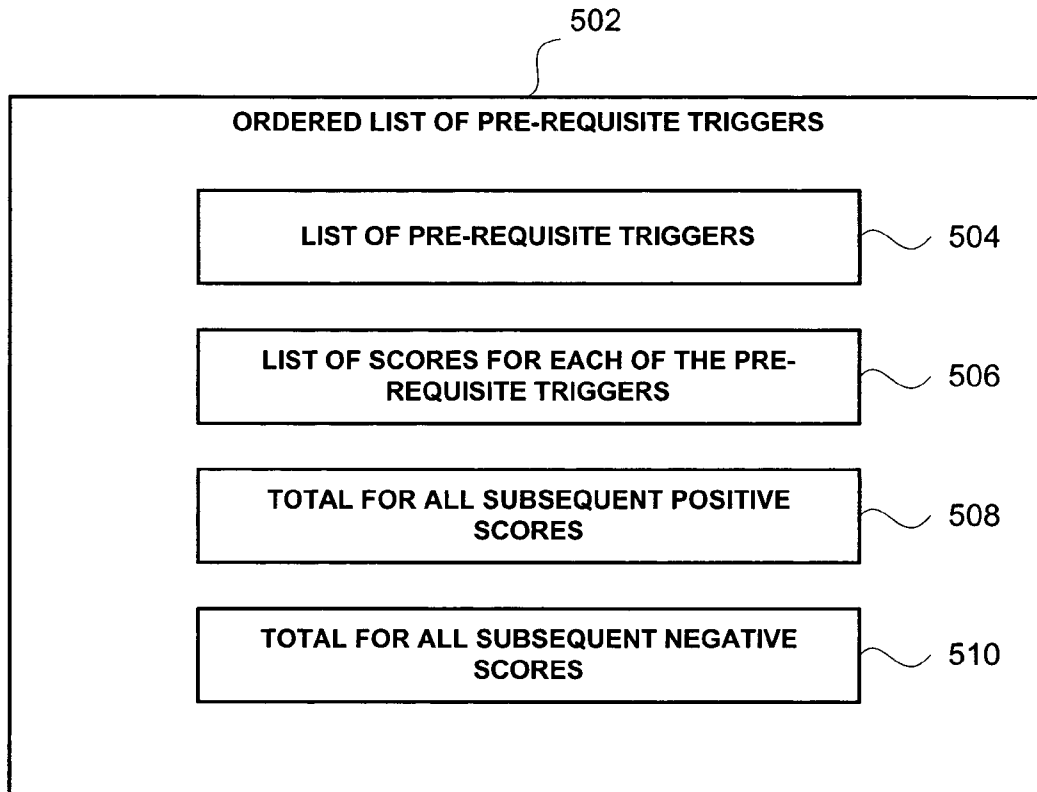 502
ORDERED LIST OF PRE-REQUISITE TRIGGERS
LIST OF PRE-REQUISITE TRIGGERS
504
LIST OF SCORES FOR EACH OF THE PRE-
REQUISITE TRIGGERS
506
TOTAL FOR ALL SUBSEQUENT POSITIVE
SCORES
508
TOTAL FOR ALL SUBSEQUENT NEGATIVE
SCORES
510